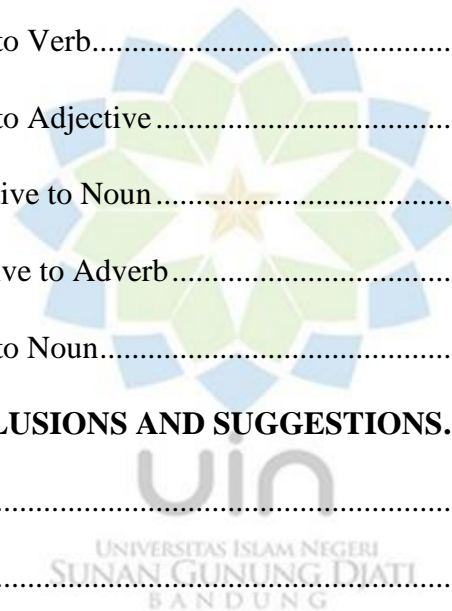 to Verb..........................................................
to Adjective................................................
ive to Noun................................................
ive to Adverb.............................................
to Noun........................................................
LUSIONS AND SUGGESTIONS.
.......................................................................
uin
UNIVERSITAS ISLAM NEGERI
SUNAN GUNUNG DJATI
.......................................................................
BANDUNG